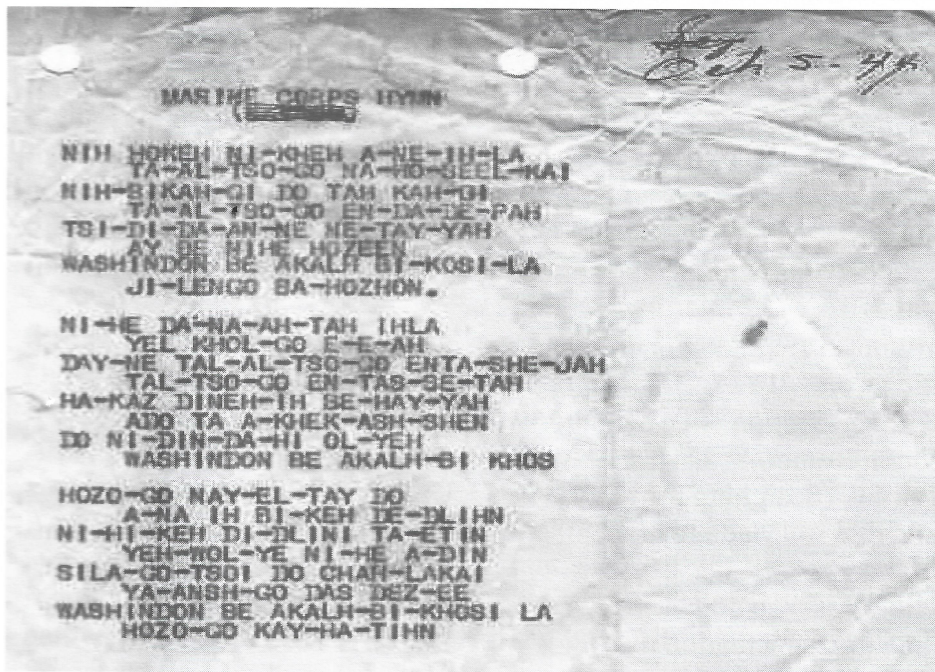 Oct 5-44
MARINE CORPS HYMN
NIH HOKEH NI-KHEH A-NE-IH-LA
TA-AL-TSO-GO NA-HO-SEEL-KAI
NIH-BIKAH-GI DO TAH KAH-GI
TA-AL-TSO-GO EN-DA-DE-PAH
TSI-DI-DA-AN-NE NE-TAY-YAH
AY BE NIHE HOZEEN
WASHINDON BE AKALH BI-KOSI-LA
JI-LENGO BA-HOZHON.
NI-HE DA-NA-AH-TAH IHLA
YEL KHOL-GO E-E-AH
DAY-NE TAL-AL-TSO-GO ENTA-SHE-JAH
TAL-TSO-GO EN-TAS-SE-TAH
HA-KAZ DINEH-IH BE-HAY-YAH
ADO TA A-KHEK-ASH-SHEN
DO NI-DIN-DA-HI OL-YEH
WASHINDON BE AKALH-BI KHOS
HOZO-GO NAY-EL-TAY DO
A-NA IH BI-KEH DE-DLIHN
NI-HI-KEH DI-DLINI TA-ETIN
YEH-WOL-YE NI-HE A-DIN
SILA-GO-TSOI DO CHAH-LAKAI
YA-ANSH-GO DAS DEZ-EE
WASHINDON BE AKALH-BI-KHOSI LA
HOZO-GO KAY-HA-TIHN